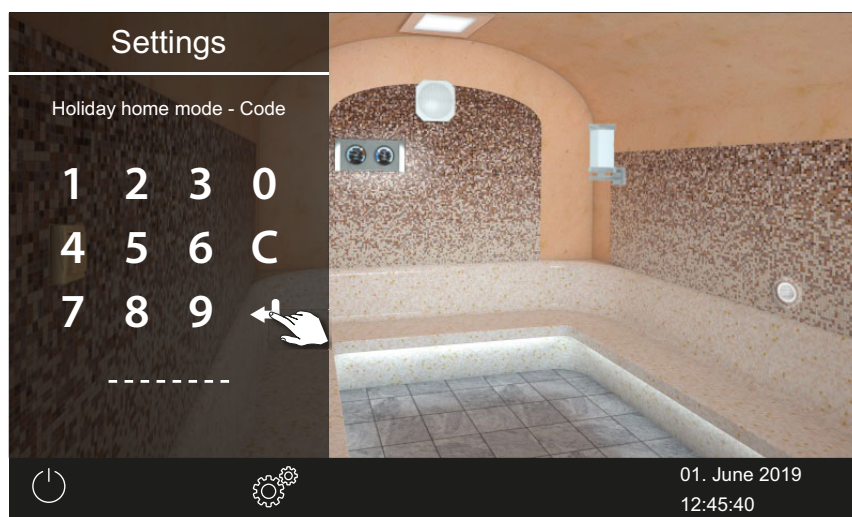 Settings
Holiday home mode - Code
1 2 3 0
4 5 6 C
7 8 9
--------
01. June 2019
12:45:40